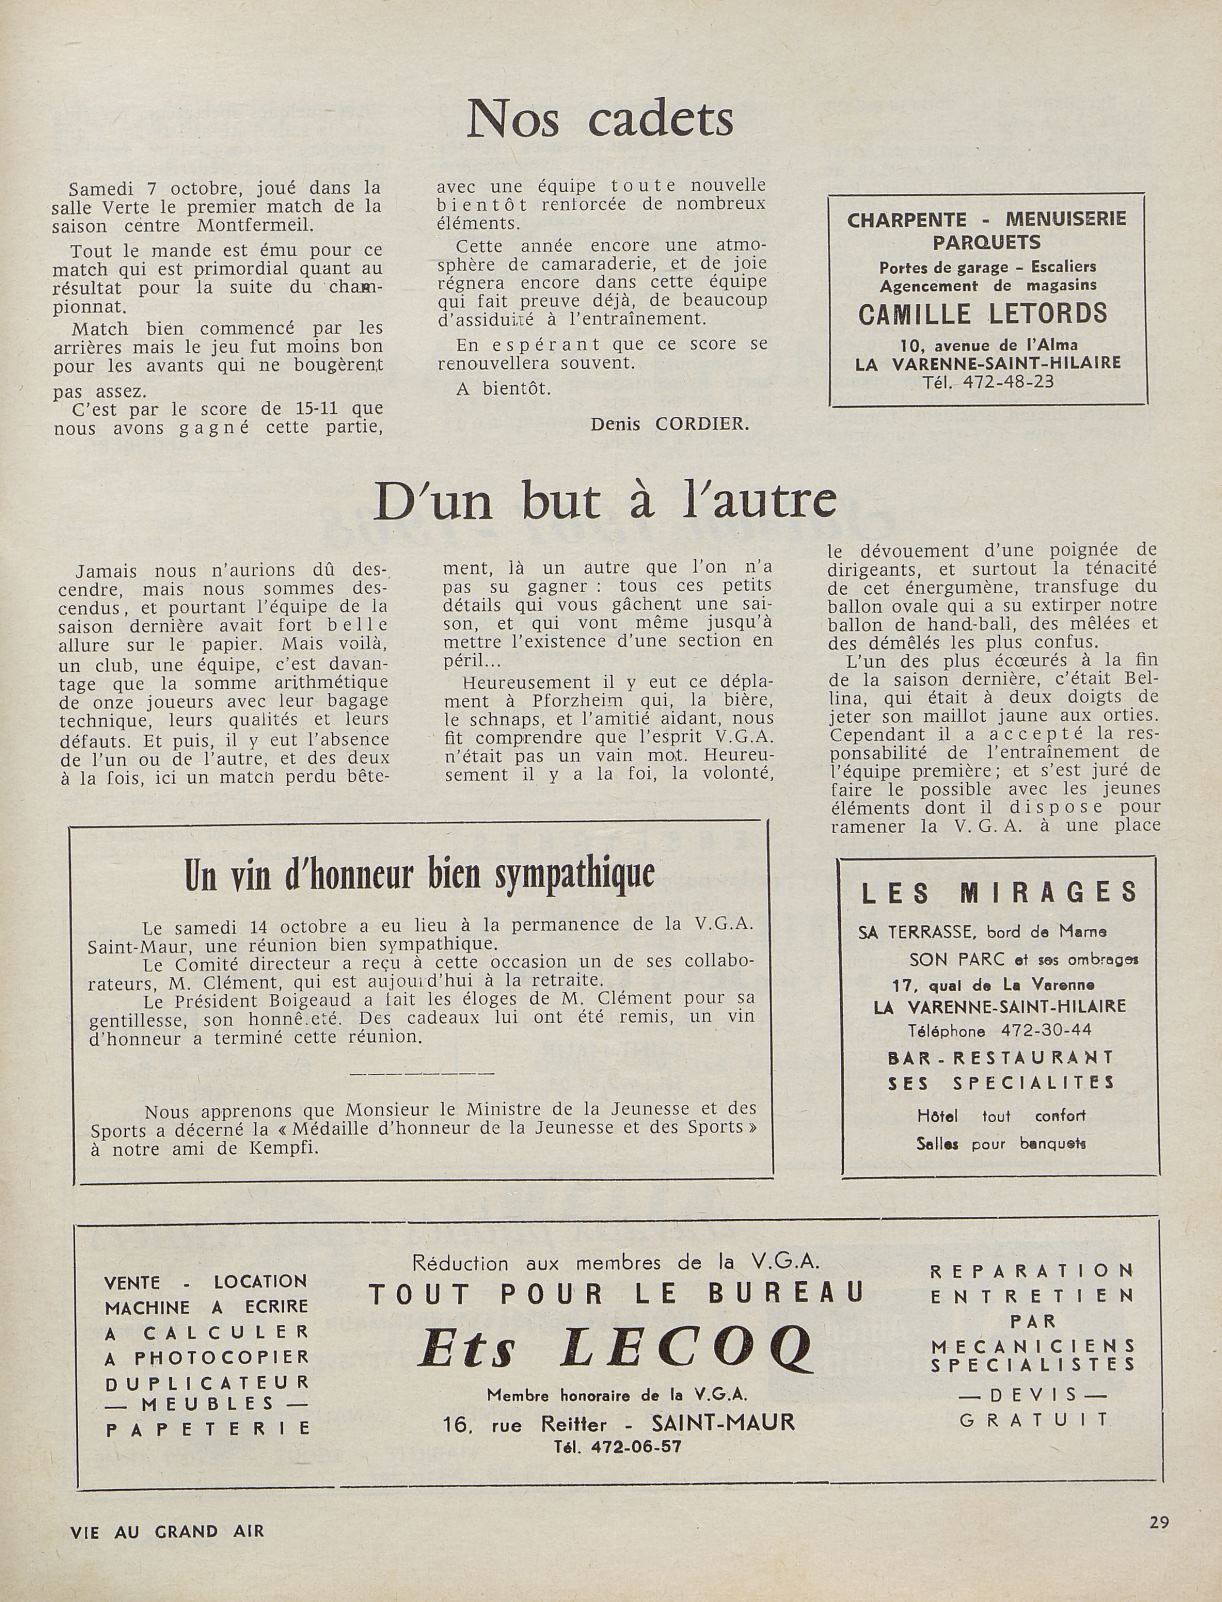 Nos cadets
Samedi 7 octobre, joué dans la
salle Verte le premier match de la
saison centre Montfermeil.
Tout le mande est ému pour ce
match qui est primordial quant au
résultat pour la suite du cham-
pionnat.
Match bien commencé par les
arrières mais le jeu fut moins bon
pour les avants qui ne bougèrent
pas assez.
C'est par le score de 15-11 que
nous avons gagné cette partie,
avec une équipe toute nouvelle
bientôt renforcée de nombreux
éléments.
Cette année encore une atmo-
sphère de camaraderie, et de joie
régnera encore dans cette équipe
qui fait preuve déjà, de beaucoup
d'assiduité à l'entraînement.
En espérant que ce score se
renouvellera souvent.
A bientôt.
Denis CORDIER.
CHARPENTE - MENUISERIE
PARQUETS
Portes de garage - Escaliers
Agencement de magasins
CAMILLE LETORDS
10, avenue de l'Alma
LA VARENNE-SAINT-HILAIRE
Tél. 472-48-23
D'un but à l'autre
Jamais nous n'aurions dû des-
cendre, mais nous sommes des-
cendus, et pourtant l'équipe de la
saison dernière avait fort belle
allure sur le papier. Mais voilà,
un club, une équipe, c'est davan-
tage que la somme arithmétique
de onze joueurs avec leur bagage
technique, leurs qualités et leurs
défauts. Et puis, il y eut l'absence
de l'un ou de l'autre, et des deux
à la fois, ici un match perdu bête-
ment, là un autre que l'on n'a
pas su gagner : tous ces petits
détails qui vous gâchent une sai-
son, et qui vont même jusqu'à
mettre l'existence d'une section en
péril...
Heureusement il y eut ce dépla-
ment à Pforzheim qui, la bière,
le schnaps, et l'amitié aidant, nous
fit comprendre que l'esprit V.G.A.
n'était pas un vain mot. Heureu-
sement il y a la foi, la volonté,
le dévouement d'une poignée de
dirigeants, et surtout la ténacité
de cet énergumène, transfuge du
ballon ovale qui a su extirper notre
ballon de hand-ball, des mêlées et
des démêlés les plus confus.
L'un des plus écœurés à la fin
de la saison dernière, c'était Bel-
lina, qui était à deux doigts de
jeter son maillot jaune aux orties.
Cependant il a accepté la res-
ponsabilité de l'entraînement de
l'équipe première; et s'est juré de
faire le possible avec les jeunes
éléments dont il dispose pour
ramener la V.G.A. à une place
Un vin d'honneur bien sympathique
Le samedi 14 octobre a eu lieu à la permanence de la V.G.A.
Saint-Maur, une réunion bien sympathique.
Le Comité directeur a reçu à cette occasion un de ses collabo-
rateurs, M. Clément, qui est aujourd'hui à la retraite.
Le Président Boigeaud a fait les éloges de M. Clément pour sa
gentillesse, son honnêteté. Des cadeaux lui ont été remis, un vin
d'honneur a terminé cette réunion.
Nous apprenons que Monsieur le Ministre de la Jeunesse et des
Sports a décerné la « Médaille d'honneur de la Jeunesse et des Sports »
à notre ami de Kempfi.
LES MIRAGES
SA TERRASSE, bord de Marne
SON PARC et ses ombrages
17, quai de La Varenne
LA VARENNE-SAINT-HILAIRE
Téléphone 472-30-44
BAR-RESTAURANT
SES SPECIALITES
Hôtel tout confort
Salles pour banquets
VENTE - LOCATION
MACHINE A ECRIRE
A CALCULER
A PHOTOCOPIER
DUPLICATEUR
— MEUBLES —
PAPETERIE
Réduction aux membres de la V.G.A.
TOUT POUR LE BUREAU
Ets LECOQ
Membre honoraire de la V.G.A.
16, rue Reitter - SAINT-MAUR
Tél. 472-06-57
REPARATION
ENTRETIEN
PAR
MECANICIENS
SPECIALISTES
— DEVIS —
GRATUIT
VIE AU GRAND AIR
29